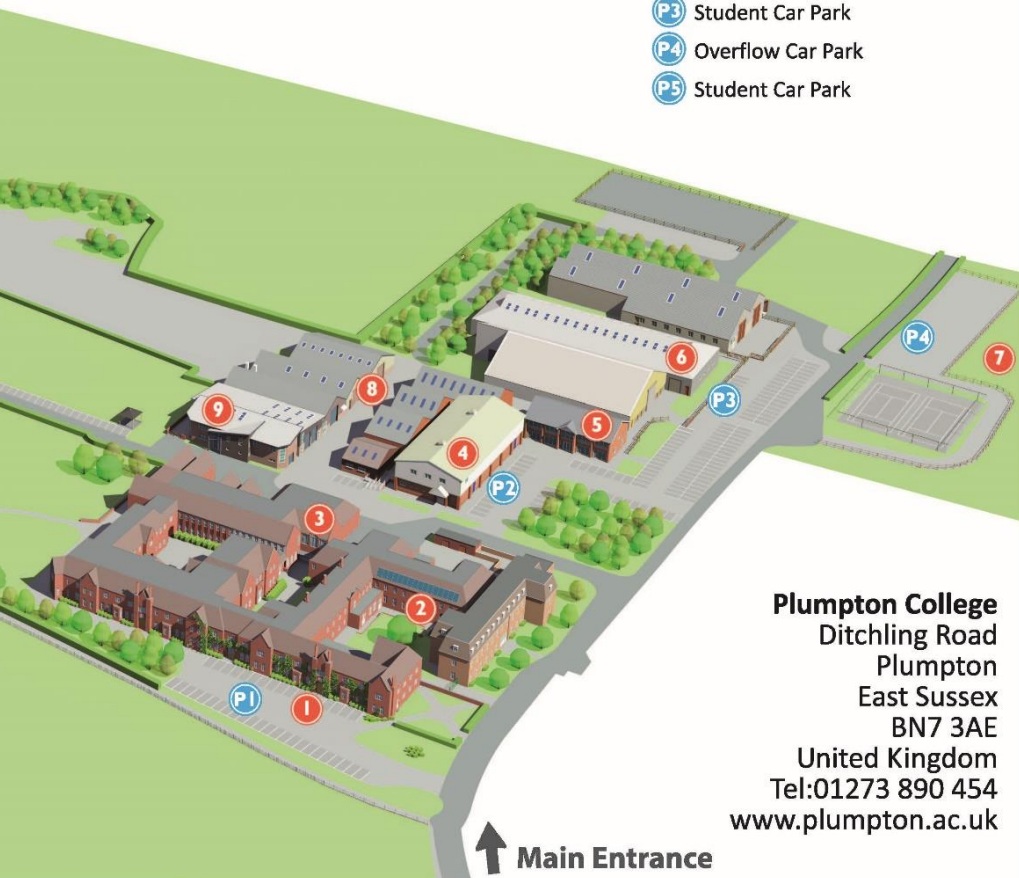 P3 Student Car Park
P4 Overflow Car Park
P5 Student Car Park
P4
7
6
P3
8
9
5
4
P2
3
2
P1
1
Plumpton College
Ditchling Road
Plumpton
East Sussex
BN7 3AE
United Kingdom
Tel:01273 890 454
www.plumpton.ac.uk
Main Entrance